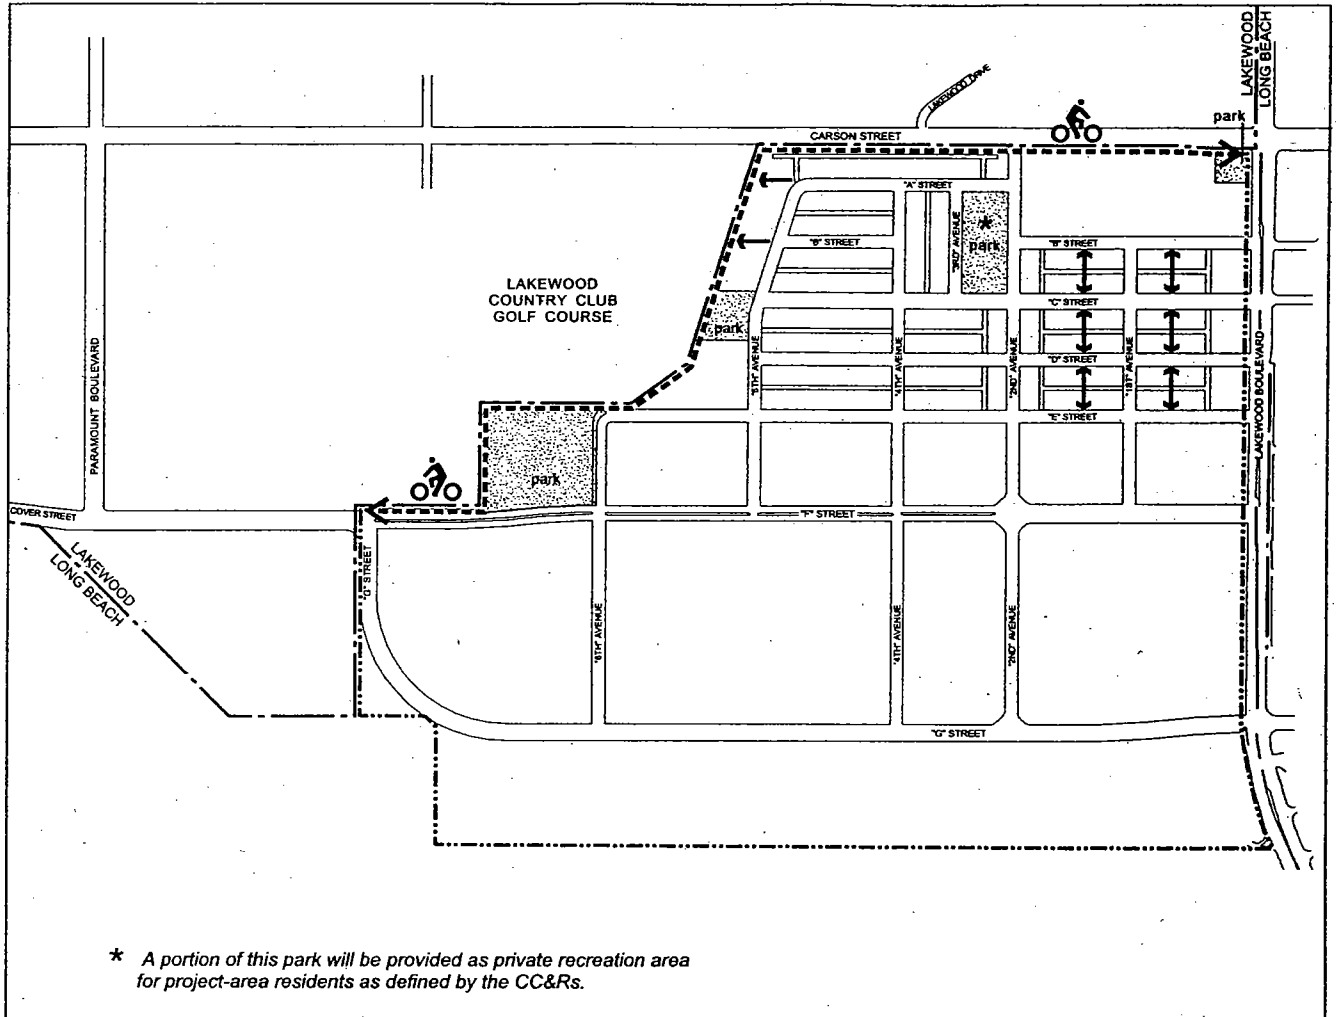 LAKEWOOD
LONG BEACH
LAKEWOOD DRIVE
park
CARSON STREET
"A" STREET
"3RD" AVENUE
*
park
"B" STREET
"B" STREET
LAKEWOOD
COUNTRY CLUB
GOLF COURSE
"C" STREET
park
PARAMOUNT BOULEVARD
"5TH" AVENUE
"4TH" AVENUE
"2ND" AVENUE
"D" STREET
"1ST" AVENUE
LAKEWOOD BOULEVARD
"E" STREET
park
COVER STREET
"F" STREET
LAKEWOOD
LONG BEACH
"G" STREET
"6TH" AVENUE
"4TH" AVENUE
"2ND" AVENUE
"G" STREET
* A portion of this park will be provided as private recreation area
for project-area residents as defined by the CC&Rs.